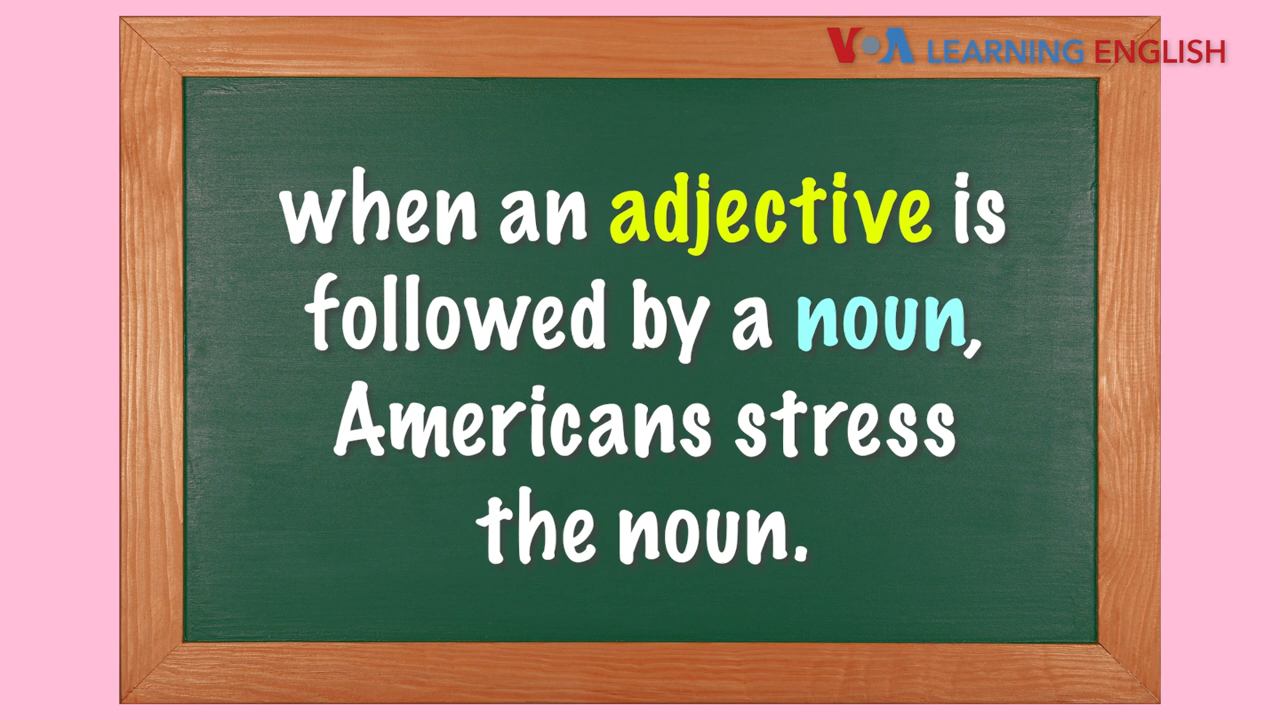 VOA LEARNING ENGLISH
when an adjective is
followed by a noun,
Americans stress
the noun.